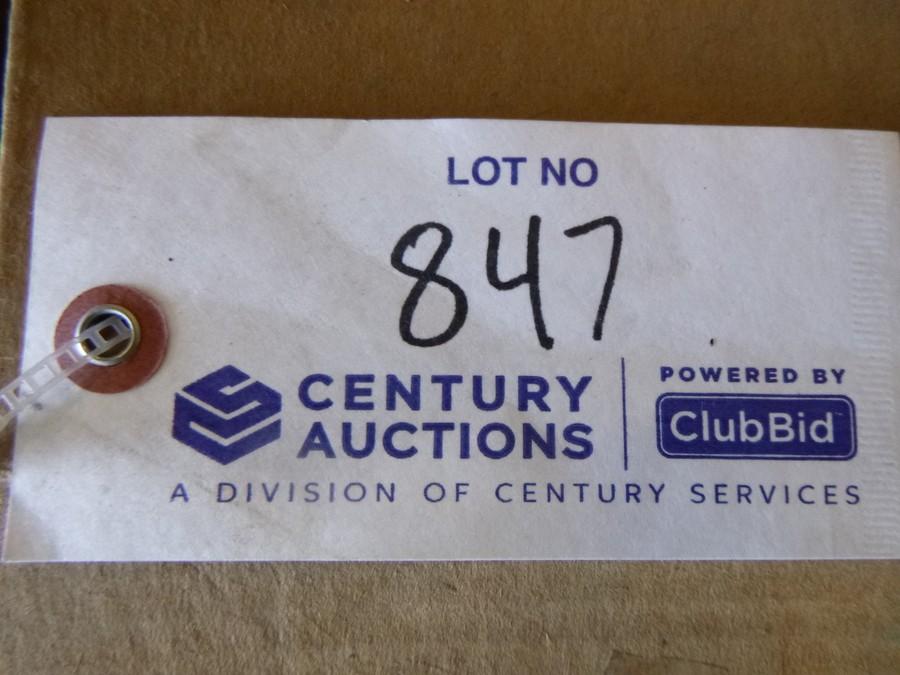 LOT NO
847
CENTURY
AUCTIONS
POWERED BY
ClubBid
A DIVISION OF CENTURY SERVICES